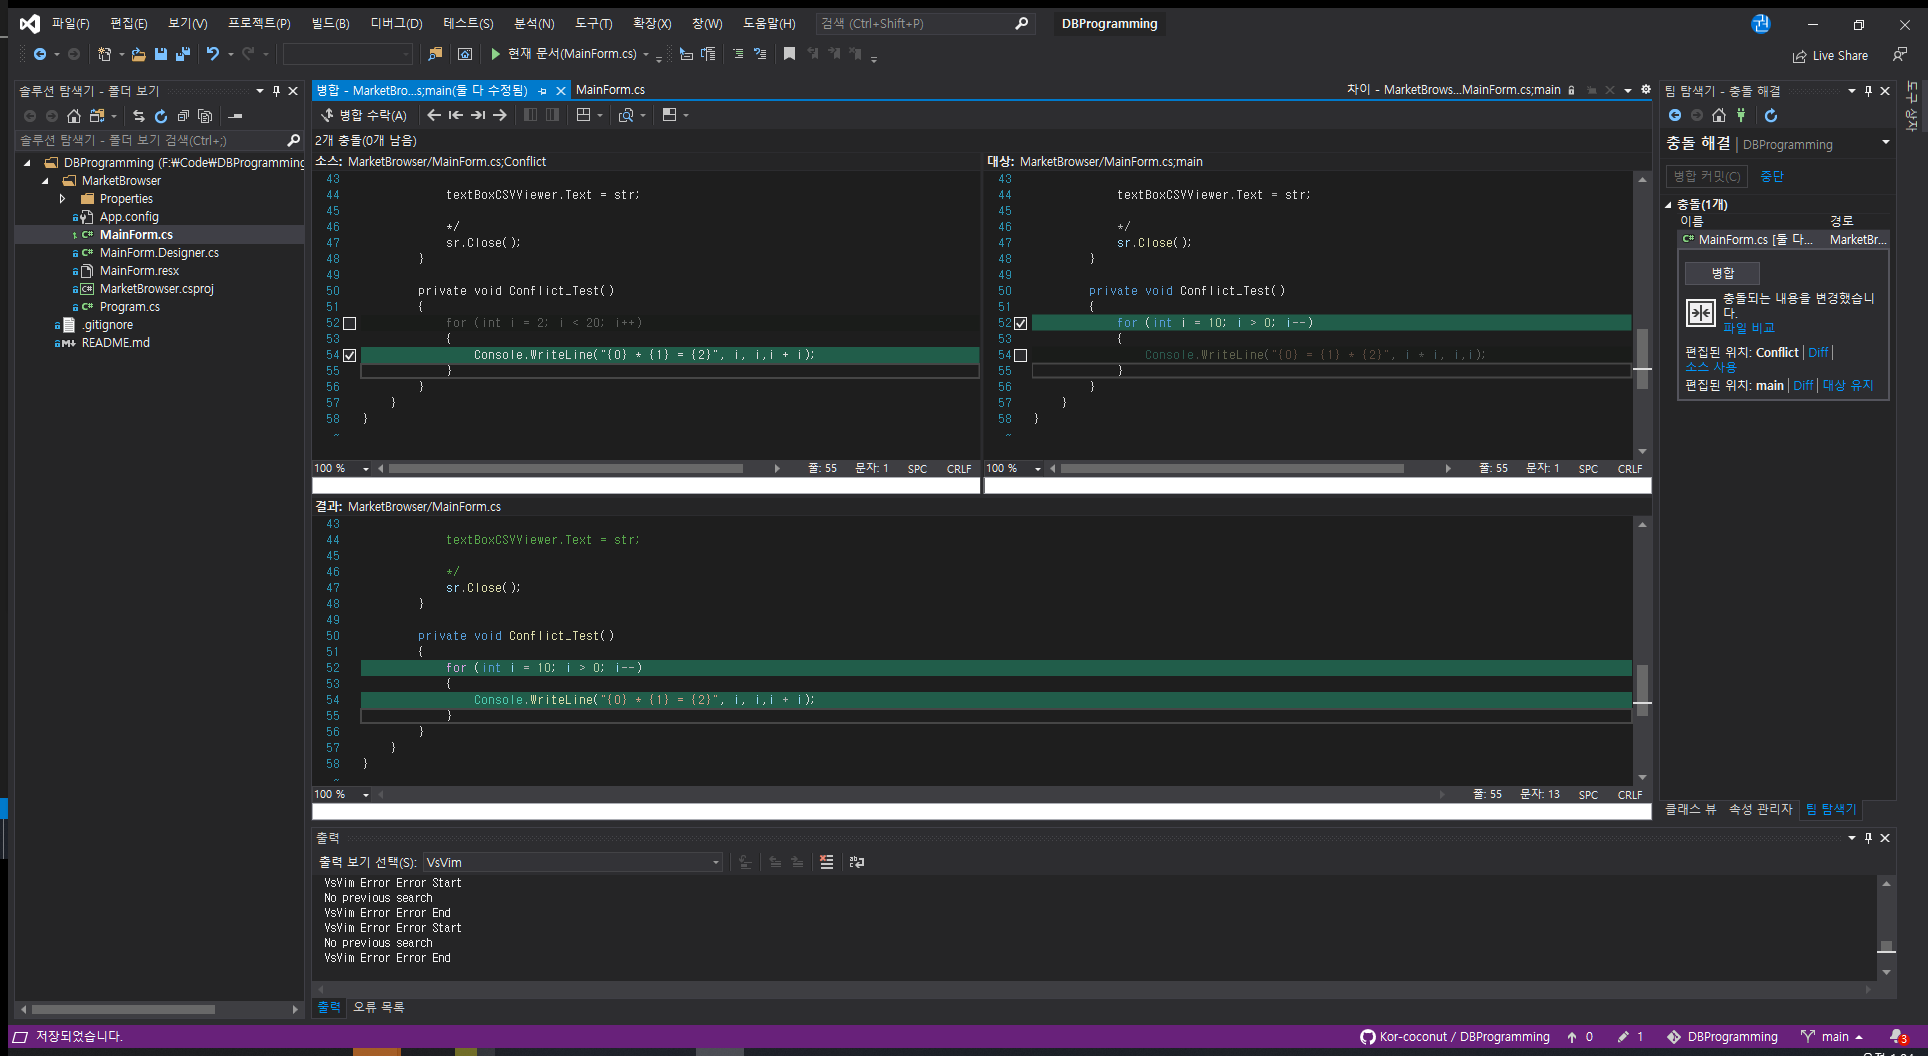 파일(F) 편집(E) 보기(V) 프로젝트(P) 빌드(B) 디버그(D) 테스트(S) 분석(N) 도구(T) 확장(X) 창(W) 도움말(H) 검색 (Ctrl+Shift+P) DBProgramming 권
현재 문서(MainForm.cs) Live Share
솔루션 탐색기 - 폴더 보기
솔루션 탐색기 - 폴더 보기 검색(Ctrl+;)
DBProgramming (F:₩Code₩DBProgramming
MarketBrowser
Properties
App.config
MainForm.cs
MainForm.Designer.cs
MainForm.resx
MarketBrowser.csproj
Program.cs
.gitignore
README.md
병합 - MarketBro...s;main(둘 다 수정됨) MainForm.cs 차이 - MarketBrows...MainForm.cs;main
병합 수락(A)
2개 충돌(0개 남음)
소스: MarketBrowser/MainForm.cs;Conflict
43
44 textBoxCSVViewer.Text = str;
45
46 */
47 sr.Close();
48 }
49
50 private void Conflict_Test()
51 {
52 for (int i = 2; i < 20; i++)
53 {
54 Console.WriteLine("{0} * {1} = {2}", i, i,i + i);
55 }
56 }
57 }
58 }
~
100 % 줄: 55 문자: 1 SPC CRLF
대상: MarketBrowser/MainForm.cs;main
43
44 textBoxCSVViewer.Text = str;
45
46 */
47 sr.Close();
48 }
49
50 private void Conflict_Test()
51 {
52 for (int i = 10; i > 0; i--)
53 {
54 Console.WriteLine("{0} = {1} * {2}", i * i, i,i);
55 }
56 }
57 }
58 }
~
100 % 줄: 55 문자: 1 SPC CRLF
결과: MarketBrowser/MainForm.cs
43
44 textBoxCSVViewer.Text = str;
45
46 */
47 sr.Close();
48 }
49
50 private void Conflict_Test()
51 {
52 for (int i = 10; i > 0; i--)
53 {
54 Console.WriteLine("{0} * {1} = {2}", i, i,i + i);
55 }
56 }
57 }
58 }
~
100 % 줄: 55 문자: 13 SPC CRLF
팀 탐색기 - 충돌 해결
충돌 해결 | DBProgramming
병합 커밋(C) 중단
충돌(1개)
이름 경로
C# MainForm.cs [둘 다... MarketBr...
병합
충돌되는 내용을 변경했습니
다.
파일 비교
편집된 위치: Conflict | Diff |
소스 사용
편집된 위치: main | Diff | 대상 유지
클래스 뷰 속성 관리자 팀 탐색기
도구 상자
출력
출력 보기 선택(S): VsVim
VsVim Error Error Start
No previous search
VsVim Error Error End
VsVim Error Error Start
No previous search
VsVim Error Error End
출력 오류 목록
저장되었습니다. Kor-coconut / DBProgramming 0 1 DBProgramming main 3